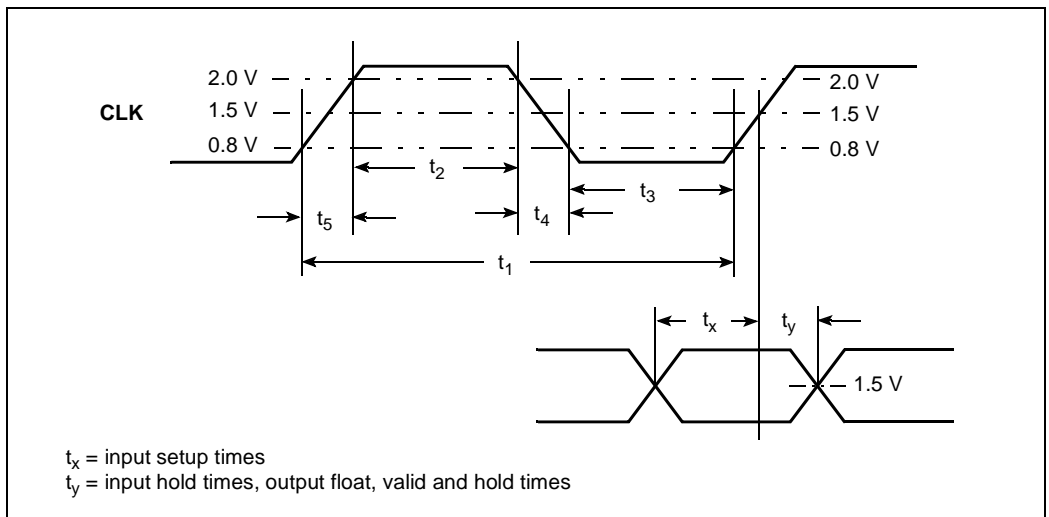 2.0 V 2.0 V
CLK 1.5 V 1.5 V
0.8 V 0.8 V
t2
t3
t5 t4
t1
tx ty
1.5 V
tx = input setup times
ty = input hold times, output float, valid and hold times